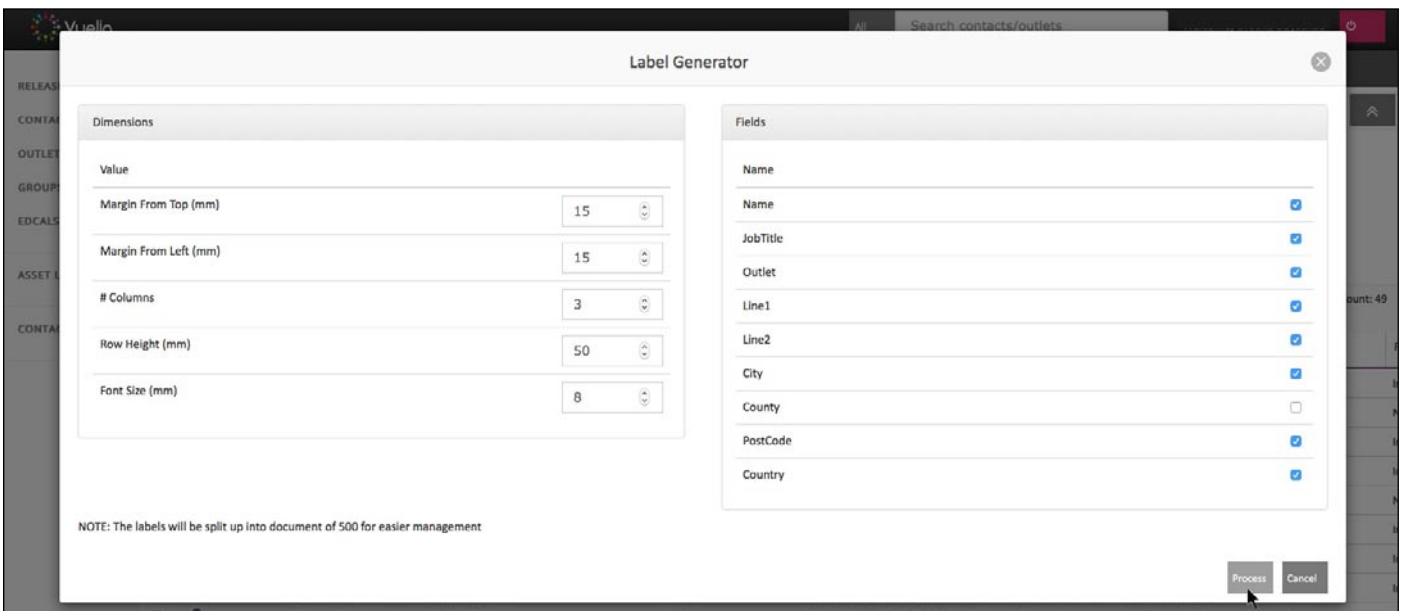 Vuelio
All
Search contacts/outlets
Label Generator
Dimensions
Value
Margin From Top (mm)
15
Margin From Left (mm)
15
# Columns
3
Row Height (mm)
50
Font Size (mm)
8
Fields
Name
Name
JobTitle
Outlet
Line1
Line2
City
County
PostCode
Country
NOTE: The labels will be split up into document of 500 for easier management
Process
Cancel
RELEAS
CONTA
OUTLET
GROUP
EDCALS
ASSET L
CONTA
ount: 49